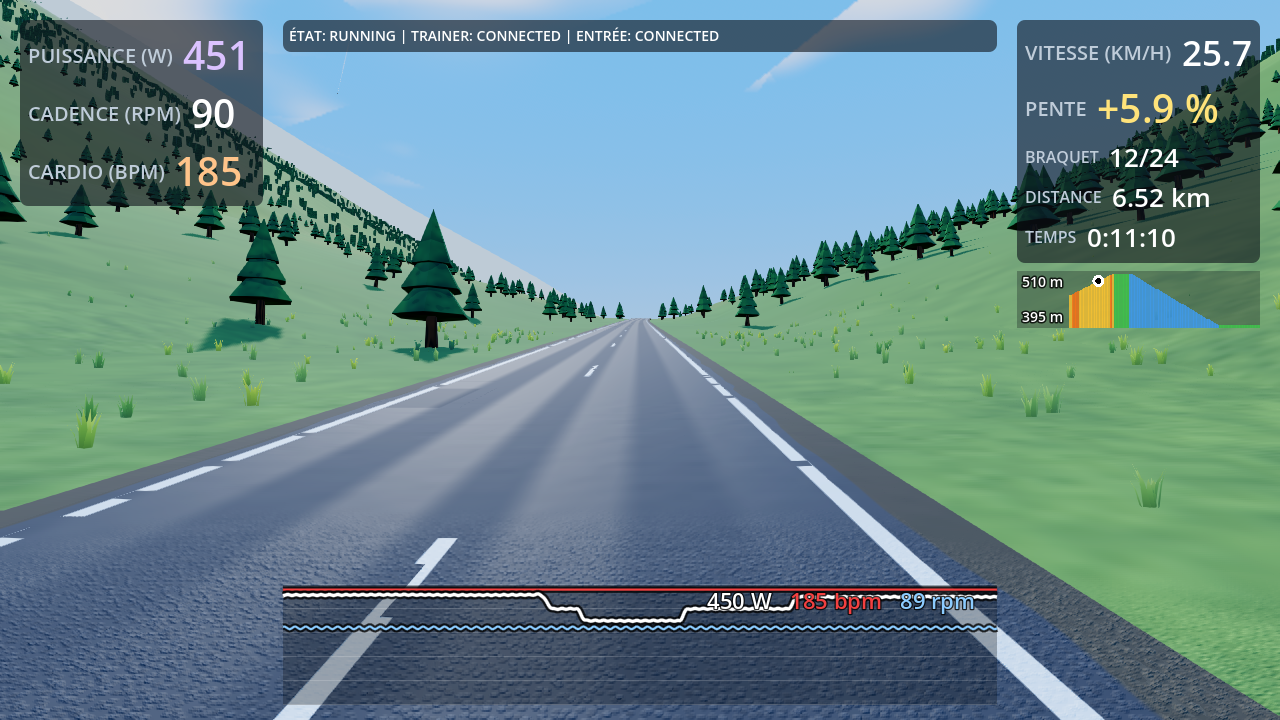 PUISSANCE (W) 451
CADENCE (RPM) 90
CARDIO (BPM) 185
ÉTAT: RUNNING | TRAINER: CONNECTED | ENTRÉE: CONNECTED
VITESSE (KM/H) 25.7
PENTE +5.9 %
BRAQUET 12/24
DISTANCE 6.52 km
TEMPS 0:11:10
510 m
395 m
450 W 185 bpm 89 rpm